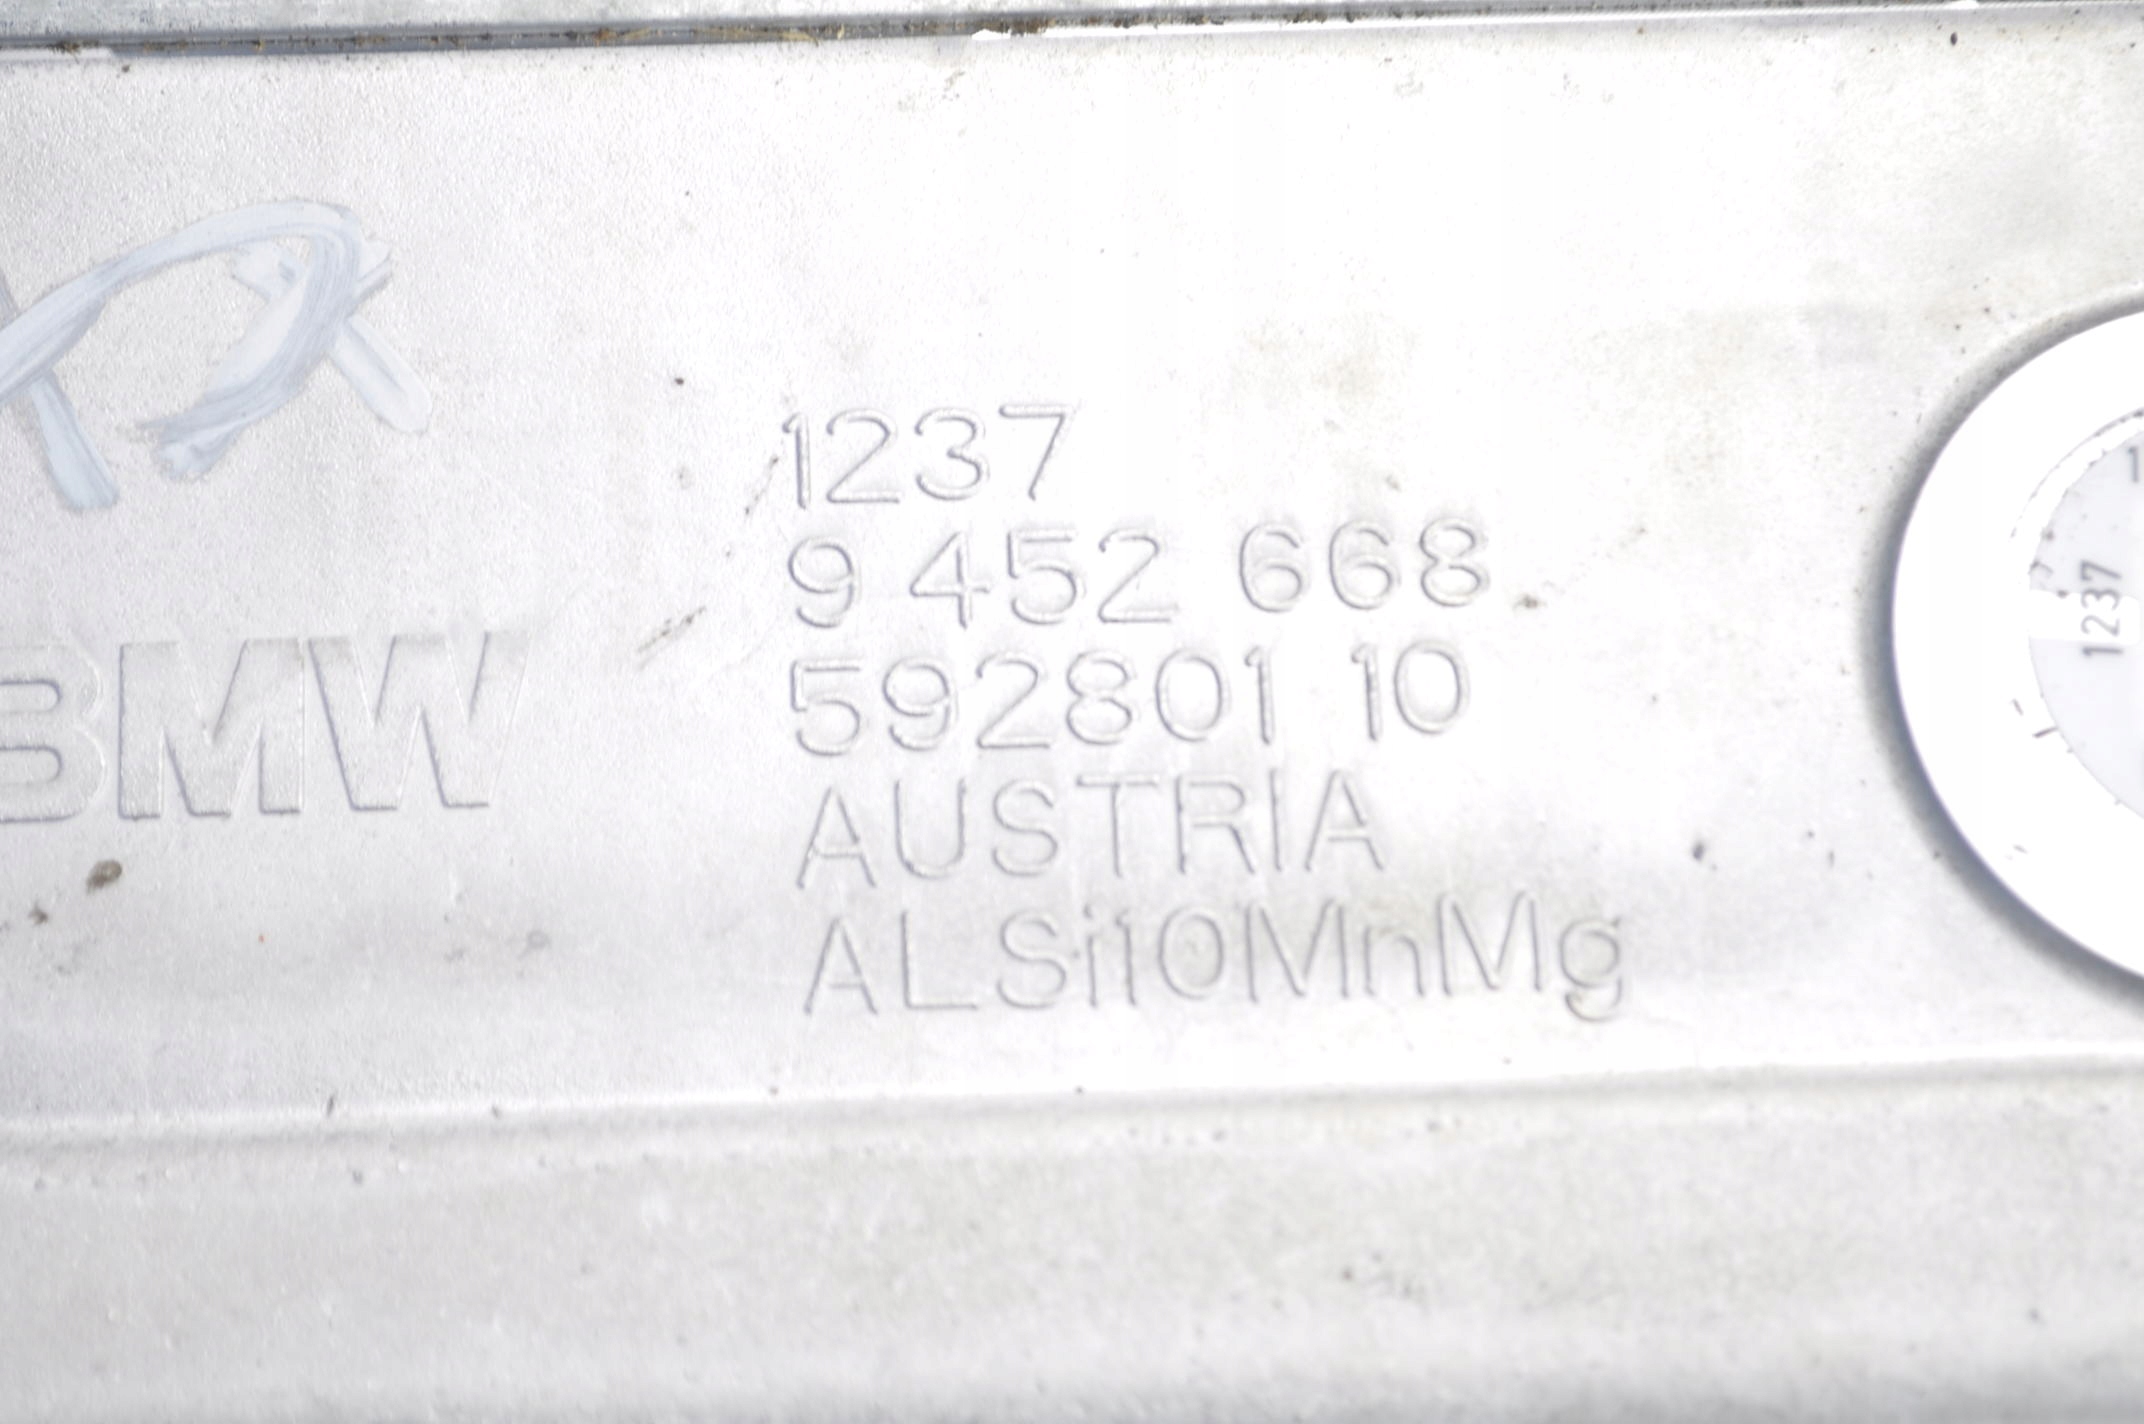 1237
9 452 668
592801 10
AUSTRIA
ALSi10MnMg
BMW
1237